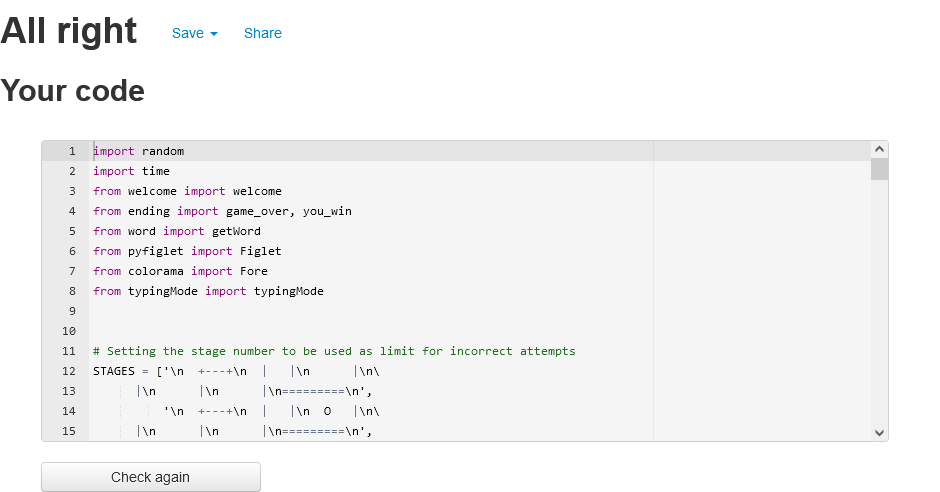 All right Save Share
Your code
1 import random
2 import time
3 from welcome import welcome
4 from ending import game_over, you_win
5 from word import getWord
6 from pyfiglet import Figlet
7 from colorama import Fore
8 from typingMode import typingMode
9
10
11 # Setting the stage number to be used as limit for incorrect attempts
12 STAGES = ['\n  +---+\n  |   |\n      |\n\
13       |\n      |\n      |\n=========\n',
14           '\n  +---+\n  |   |\n  O   |\n\
15       |\n      |\n      |\n=========\n',
Check again